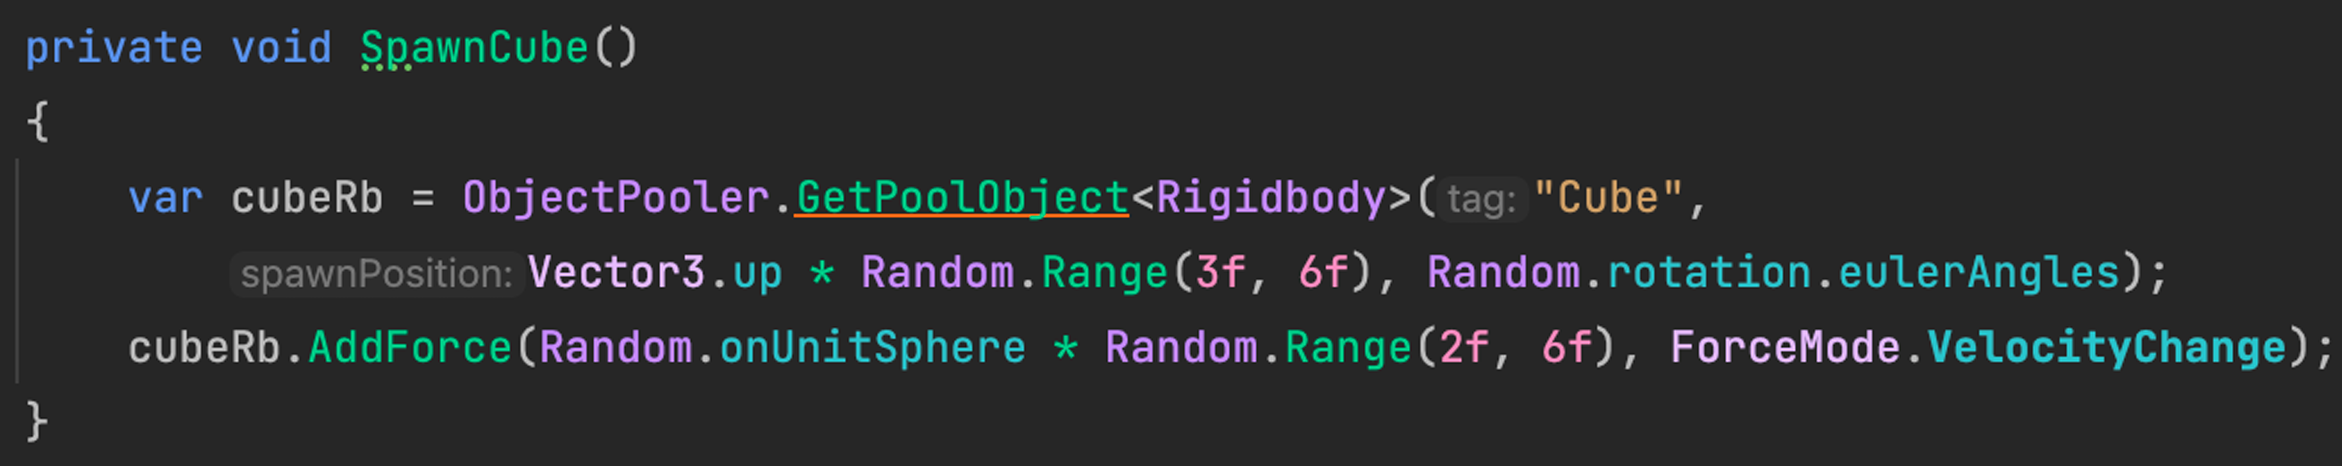 private void SpawnCube()
{
var cubeRb = ObjectPooler.GetPoolObject<Rigidbody>(tag: "Cube",
spawnPosition: Vector3.up * Random.Range(3f, 6f), Random.rotation.eulerAngles);
cubeRb.AddForce(Random.onUnitSphere * Random.Range(2f, 6f), ForceMode.VelocityChange);
}